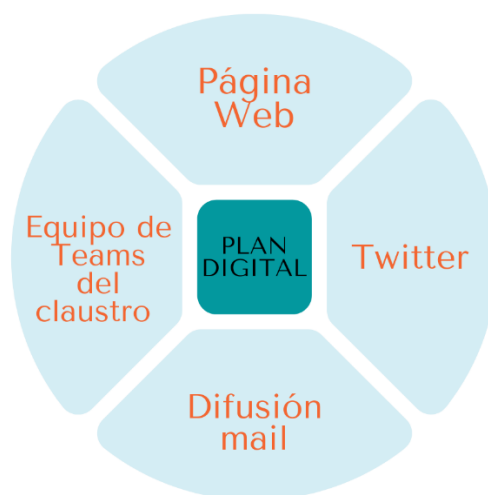 Página
Web
Equipo de
Teams
del
claustro
PLAN
DIGITAL
Twitter
Difusión
mail